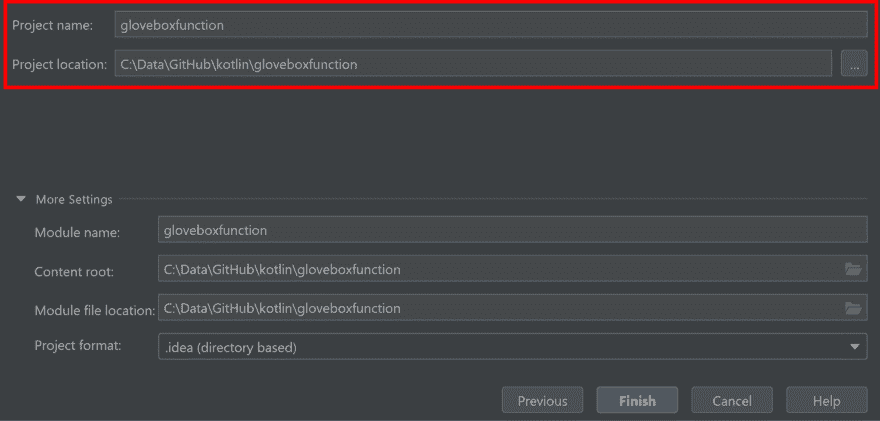 Project name: gloveboxfunction
Project location: C:\Data\GitHub\kotlin\gloveboxfunction ...
More Settings
Module name: gloveboxfunction
Content root: C:\Data\GitHub\kotlin\gloveboxfunction
Module file location: C:\Data\GitHub\kotlin\gloveboxfunction
Project format: .idea (directory based)
Previous Finish Cancel Help